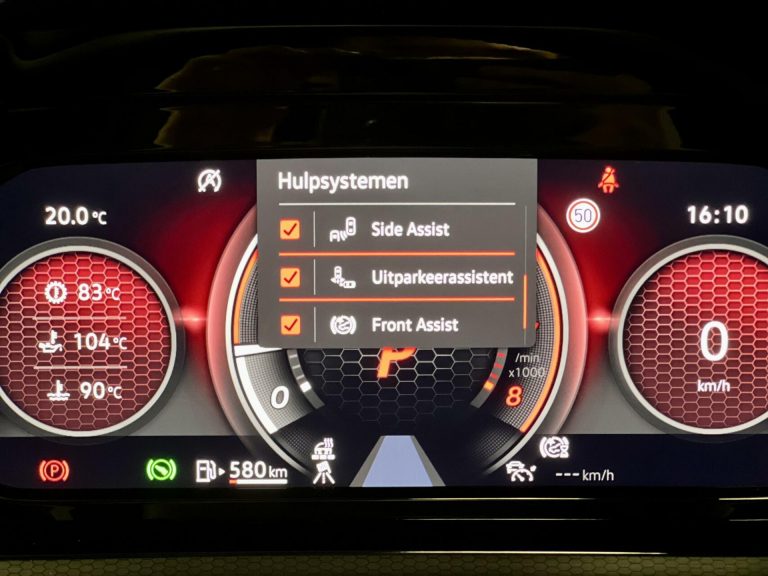 Hulpsystemen
20.0 °C
50
16:10
Side Assist
Uitparkeerassistent
Front Assist
83°C
104°C
90°C
0
km/h
P
/min
x1000
0
8
P
580 km
--- km/h